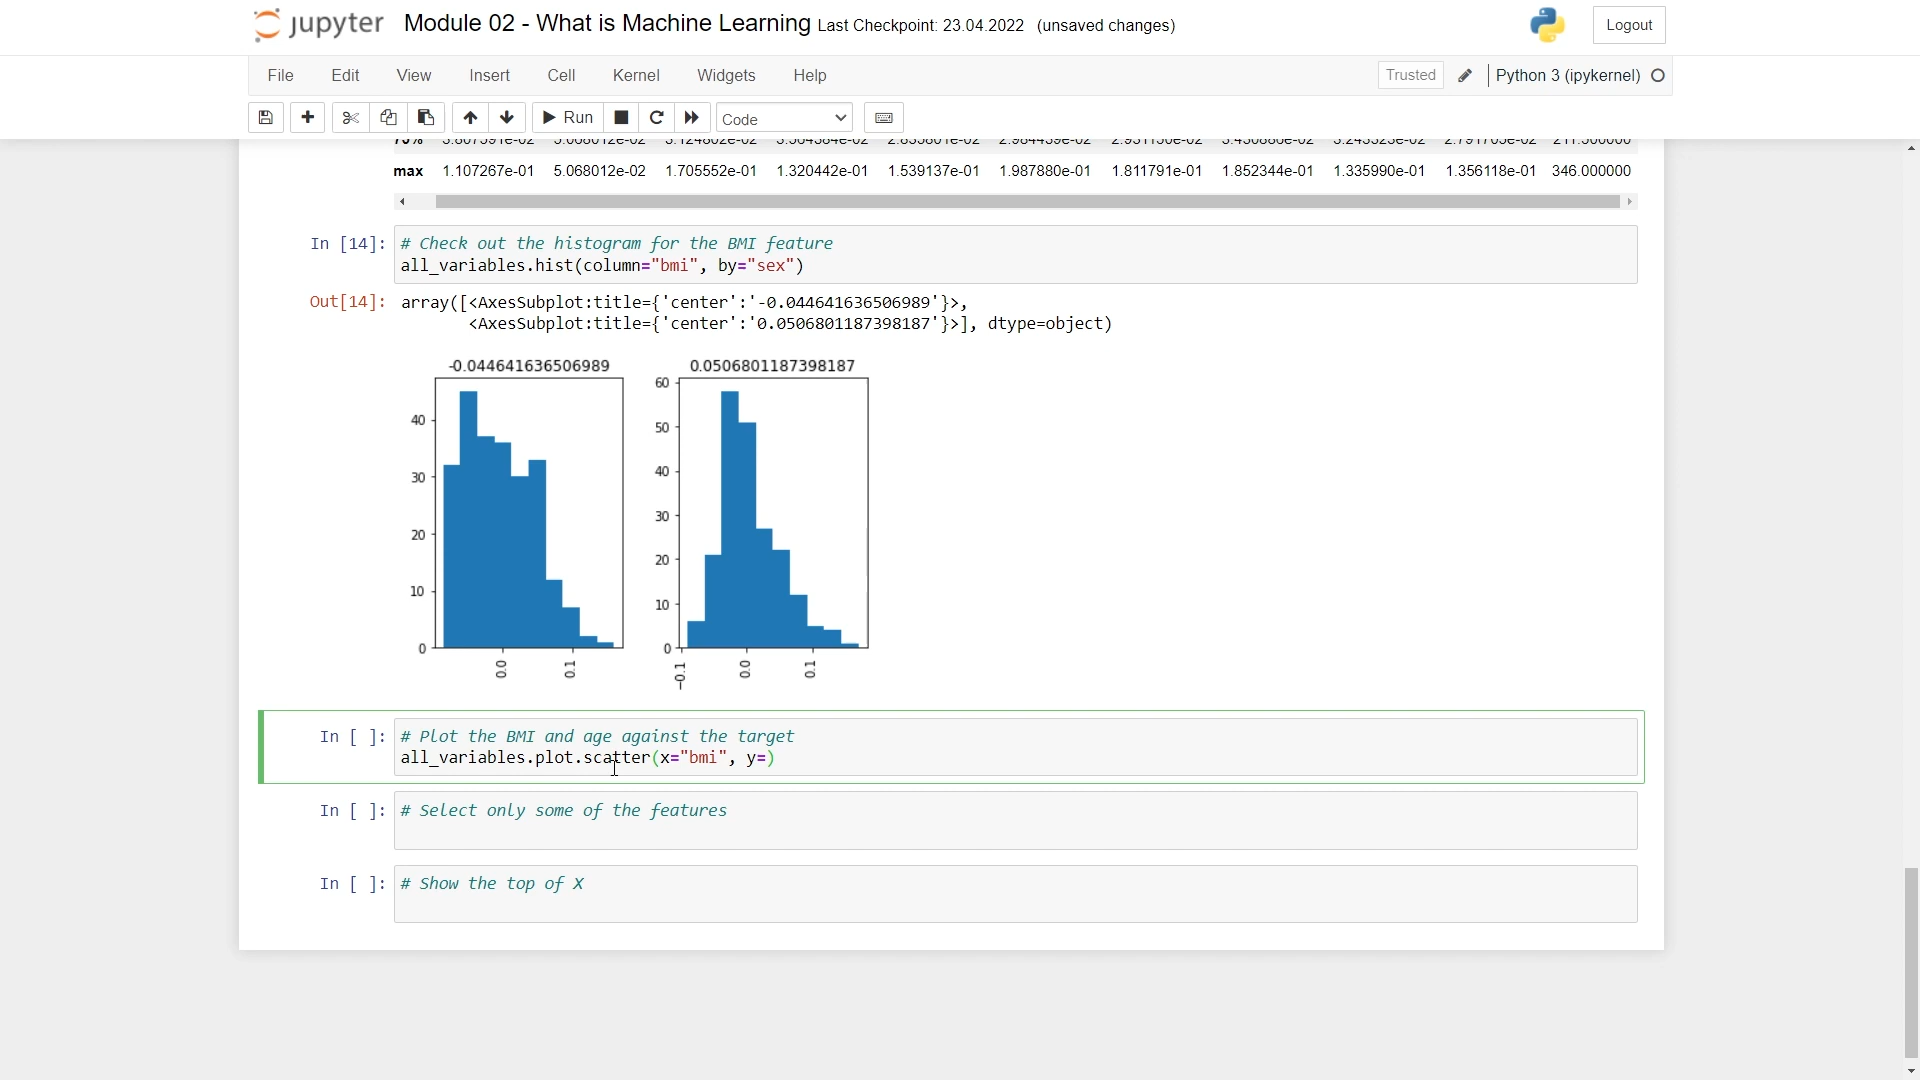 jupyter Module 02 - What is Machine Learning Last Checkpoint: 23.04.2022 (unsaved changes) Logout
File Edit View Insert Cell Kernel Widgets Help Trusted Python 3 (ipykernel)
Run Code
max 1.107267e-01 5.068012e-02 1.705552e-01 1.320442e-01 1.539137e-01 1.987880e-01 1.811791e-01 1.852344e-01 1.335990e-01 1.356118e-01 346.000000
In [14]: # Check out the histogram for the BMI feature
all_variables.hist(column="bmi", by="sex")
Out[14]: array([<AxesSubplot:title={'center':'-0.044641636506989'}>,
<AxesSubplot:title={'center':'0.0506801187398187'}>], dtype=object)
-0.044641636506989 0.0506801187398187
60
40 50
30 40
30
20 20
10 10
0 0
0.0 0.1 −0.1 0.0 0.1
In [ ]: # Plot the BMI and age against the target
all_variables.plot.scatter(x="bmi", y=)
In [ ]: # Select only some of the features
In [ ]: # Show the top of X